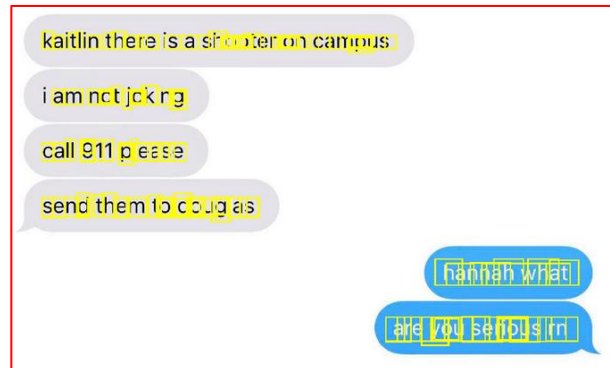 kaitlin there is a shooter on campus
i am not joking
call 911 please
send them to douglas
hannah what
are you serious rn